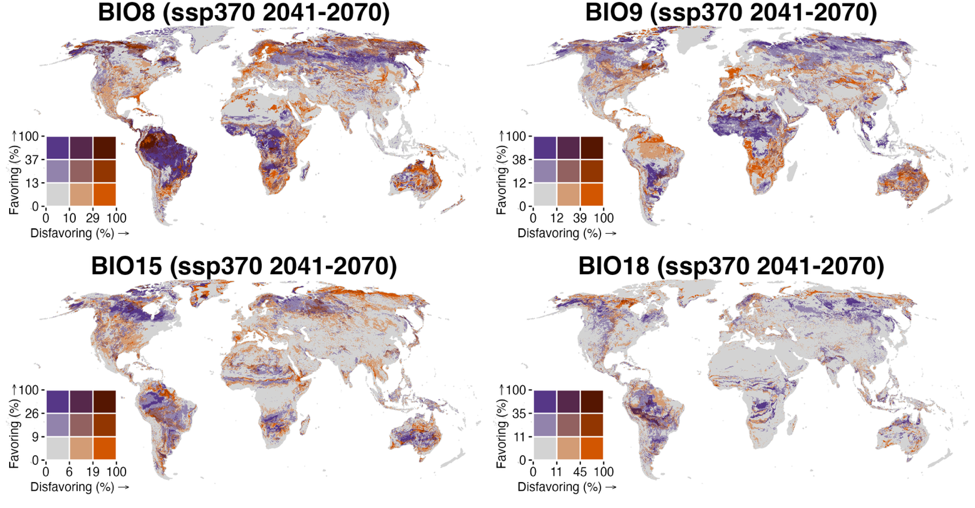 BIO8 (ssp370 2041-2070)
Favoring (%) →
100
37
13
0
0 10 29 100
Disfavoring (%) →
BIO9 (ssp370 2041-2070)
Favoring (%) →
100
38
12
0
0 12 39 100
Disfavoring (%) →
BIO15 (ssp370 2041-2070)
Favoring (%) →
100
26
9
0
0 6 19 100
Disfavoring (%) →
BIO18 (ssp370 2041-2070)
Favoring (%) →
100
35
11
0
0 11 45 100
Disfavoring (%) →